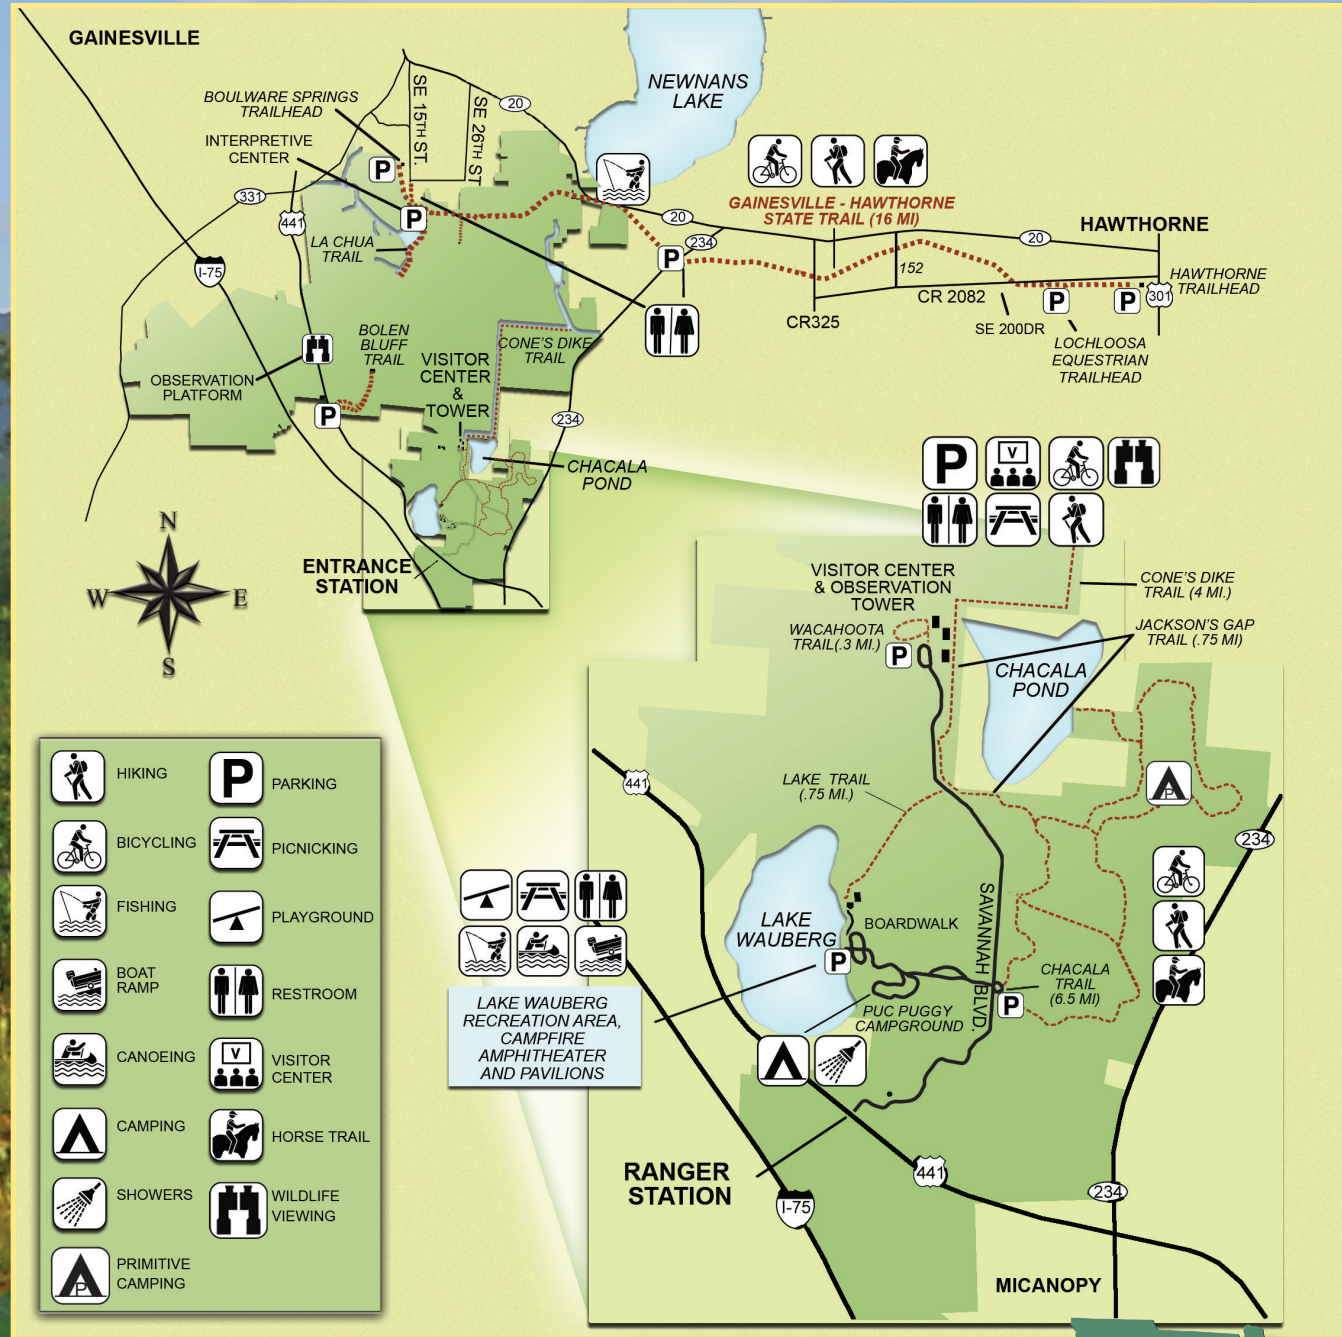 GAINESVILLE
BOULWARE SPRINGS
TRAILHEAD
INTERPRETIVE
CENTER
SE 15TH ST.
SE 26TH ST
20
NEWNANS
LAKE
P
331
441
P
LA CHUA
TRAIL
I-75
GAINESVILLE - HAWTHORNE
STATE TRAIL (16 MI)
20
234
P
HAWTHORNE
20
152
CR 2082
CR325
SE 200DR
P
P
301
HAWTHORNE
TRAILHEAD
LOCHLOOSA
EQUESTRIAN
TRAILHEAD
BOLEN
BLUFF
TRAIL
CONE'S DIKE
TRAIL
VISITOR
CENTER
&
TOWER
OBSERVATION
PLATFORM
P
234
CHACALA
POND
ENTRANCE
STATION
N
W
E
S
P
V
VISITOR CENTER
& OBSERVATION
TOWER
CONE'S DIKE
TRAIL (4 MI.)
WACAHOOTA
TRAIL(.3 MI.)
P
JACKSON'S GAP
TRAIL (.75 MI)
CHACALA
POND
441
LAKE TRAIL
(.75 MI.)
P
234
LAKE
WAUBERG
BOARDWALK
SAVANNAH BLVD.
P
CHACALA
TRAIL
(6.5 MI)
P
PUC PUGGY
CAMPGROUND
LAKE WAUBERG
RECREATION AREA,
CAMPFIRE
AMPHITHEATER
AND PAVILIONS
RANGER
STATION
441
I-75
234
MICANOPY
HIKING
BICYCLING
FISHING
BOAT
RAMP
CANOEING
CAMPING
SHOWERS
P
PRIMITIVE
CAMPING
P
PARKING
PICNICKING
PLAYGROUND
RESTROOM
V
VISITOR
CENTER
HORSE TRAIL
WILDLIFE
VIEWING